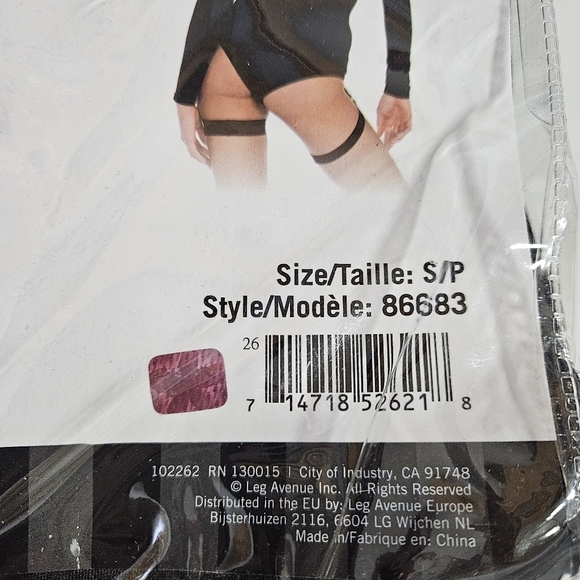 Size/Taille: S/P
Style/Modèle: 86683
26
7 14718 52621 8
102262 RN 130015 | City of Industry, CA 91748
© Leg Avenue Inc. All Rights Reserved
Distributed in the EU by: Leg Avenue Europe
Bijsterhuizen 2116, 6604 LG Wijchen NL
Made in/Fabrique en: China